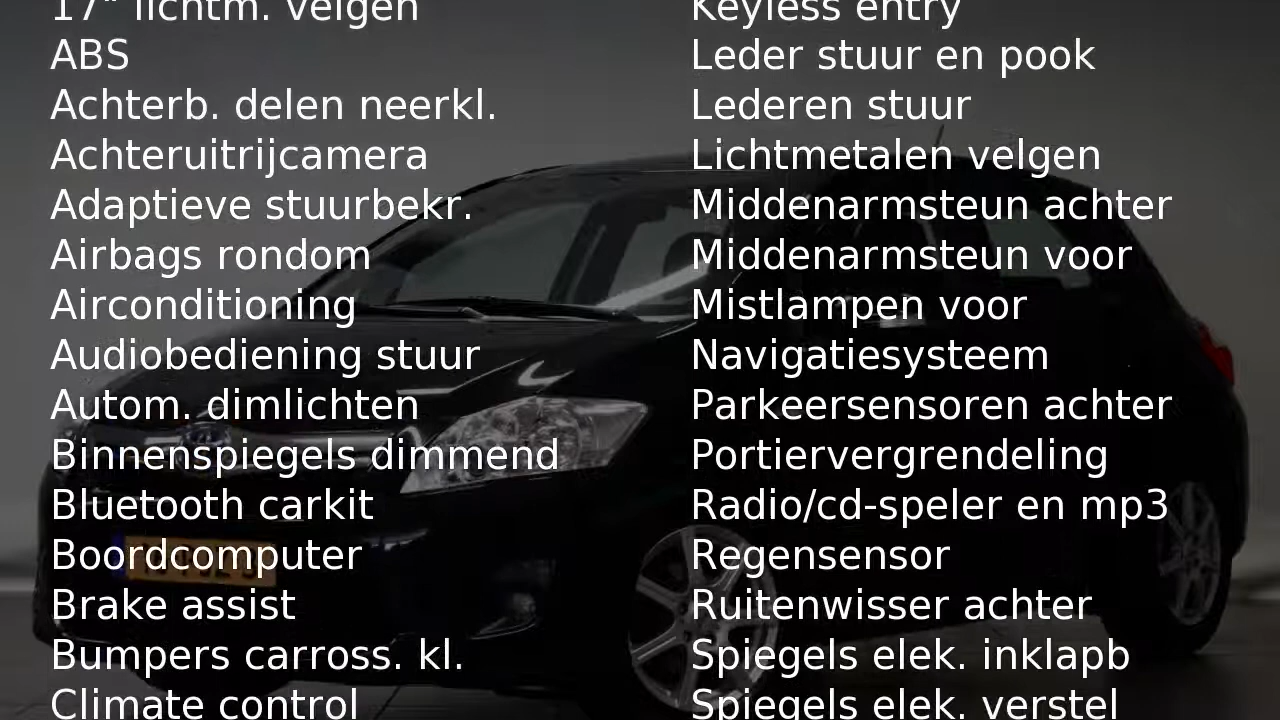 17" lichtm. velgen
ABS
Achterb. delen neerkl.
Achteruitrijcamera
Adaptieve stuurbekr.
Airbags rondom
Airconditioning
Audiobediening stuur
Autom. dimlichten
Binnenspiegels dimmend
Bluetooth carkit
Boordcomputer
Brake assist
Bumpers carross. kl.
Climate control
Keyless entry
Leder stuur en pook
Lederen stuur
Lichtmetalen velgen
Middenarmsteun achter
Middenarmsteun voor
Mistlampen voor
Navigatiesysteem
Parkeersensoren achter
Portiervergrendeling
Radio/cd-speler en mp3
Regensensor
Ruitenwisser achter
Spiegels elek. inklapb
Spiegels elek. verstel